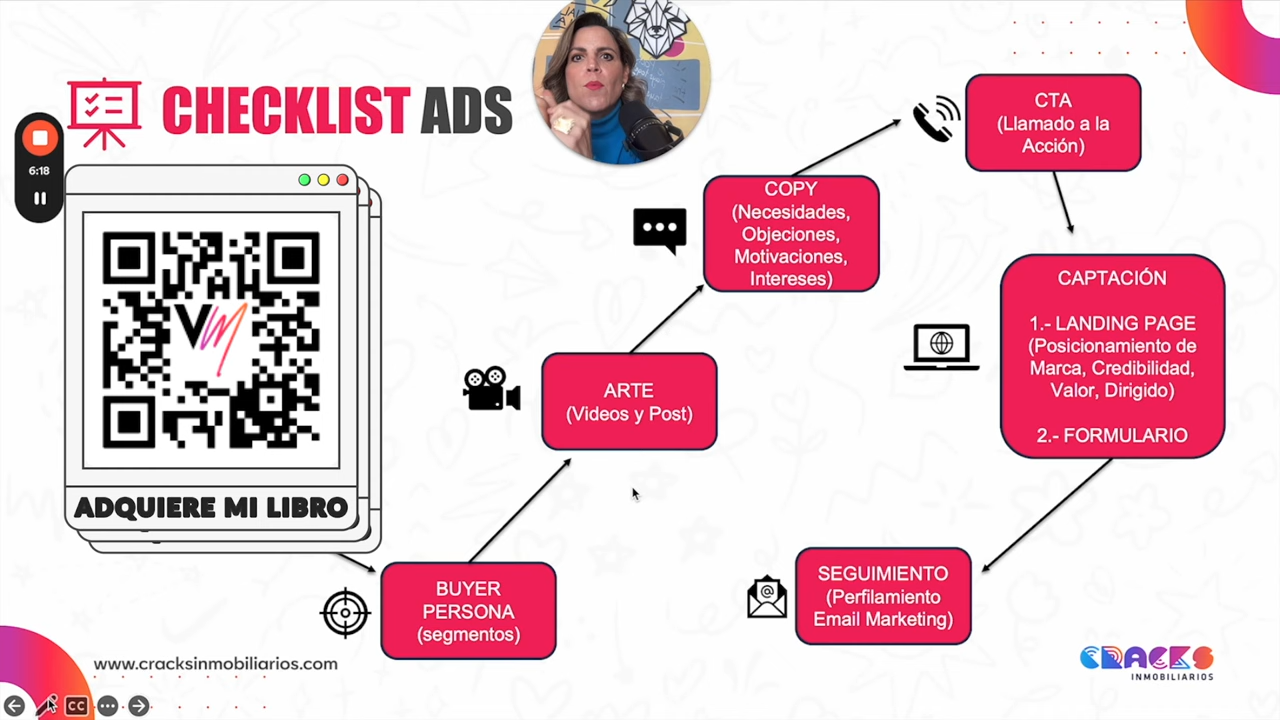 CHECKLIST ADS
6:18
VM
ADQUIERE MI LIBRO
BUYER
PERSONA
(segmentos)
ARTE
(Videos y Post)
COPY
(Necesidades,
Objeciones,
Motivaciones,
Intereses)
CTA
(Llamado a la
Acción)
CAPTACIÓN
1.- LANDING PAGE
(Posicionamiento de
Marca, Credibilidad,
Valor, Dirigido)
2.- FORMULARIO
SEGUIMIENTO
(Perfilamiento
Email Marketing)
www.cracksinmobiliarios.com
CRACKS
INMOBILIARIOS
CC